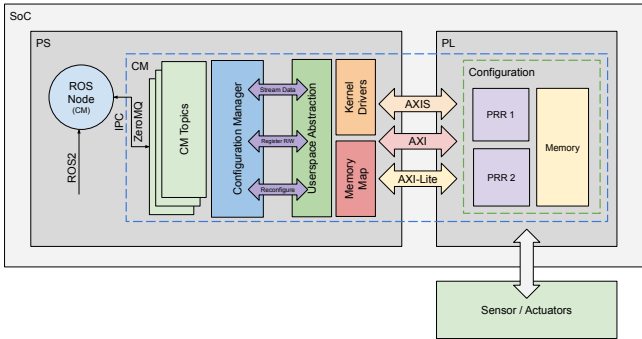 SoC
PS
PL
CM
Configuration
ROS
Node
(CM)
IPC
ZeroMQ
ROS2
CM Topics
Configuration Manager
Stream Data
Register R/W
Reconfigure
Userspace Abstraction
Kernel
Drivers
Memory
Map
AXIS
AXI
AXI-Lite
PRR 1
PRR 2
Memory
Sensor / Actuators